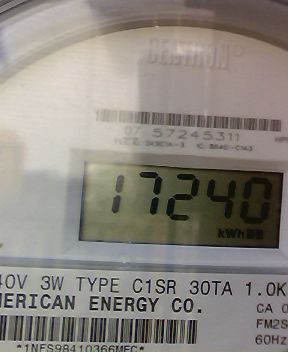 CENTRON
07 57245311
17240
kWh
40V 3W TYPE C1SR 30TA 1.0K
MERICAN ENERGY CO.
CA 0
FM2S
60Hz
*1NFS98410366MEC*